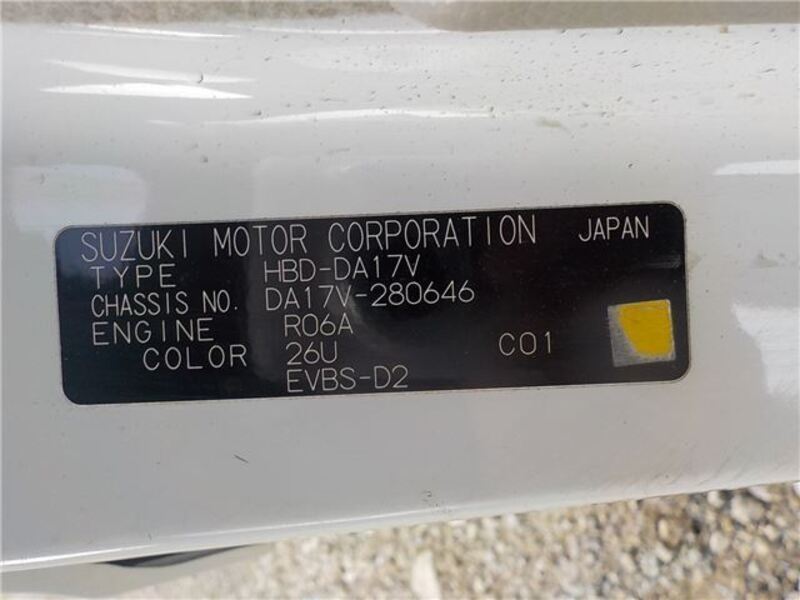 SUZUKI MOTOR CORPORATION JAPAN
TYPE HBD-DA17V
CHASSIS NO. DA17V-280646
ENGINE R06A
COLOR 26U C01
EVBS-D2